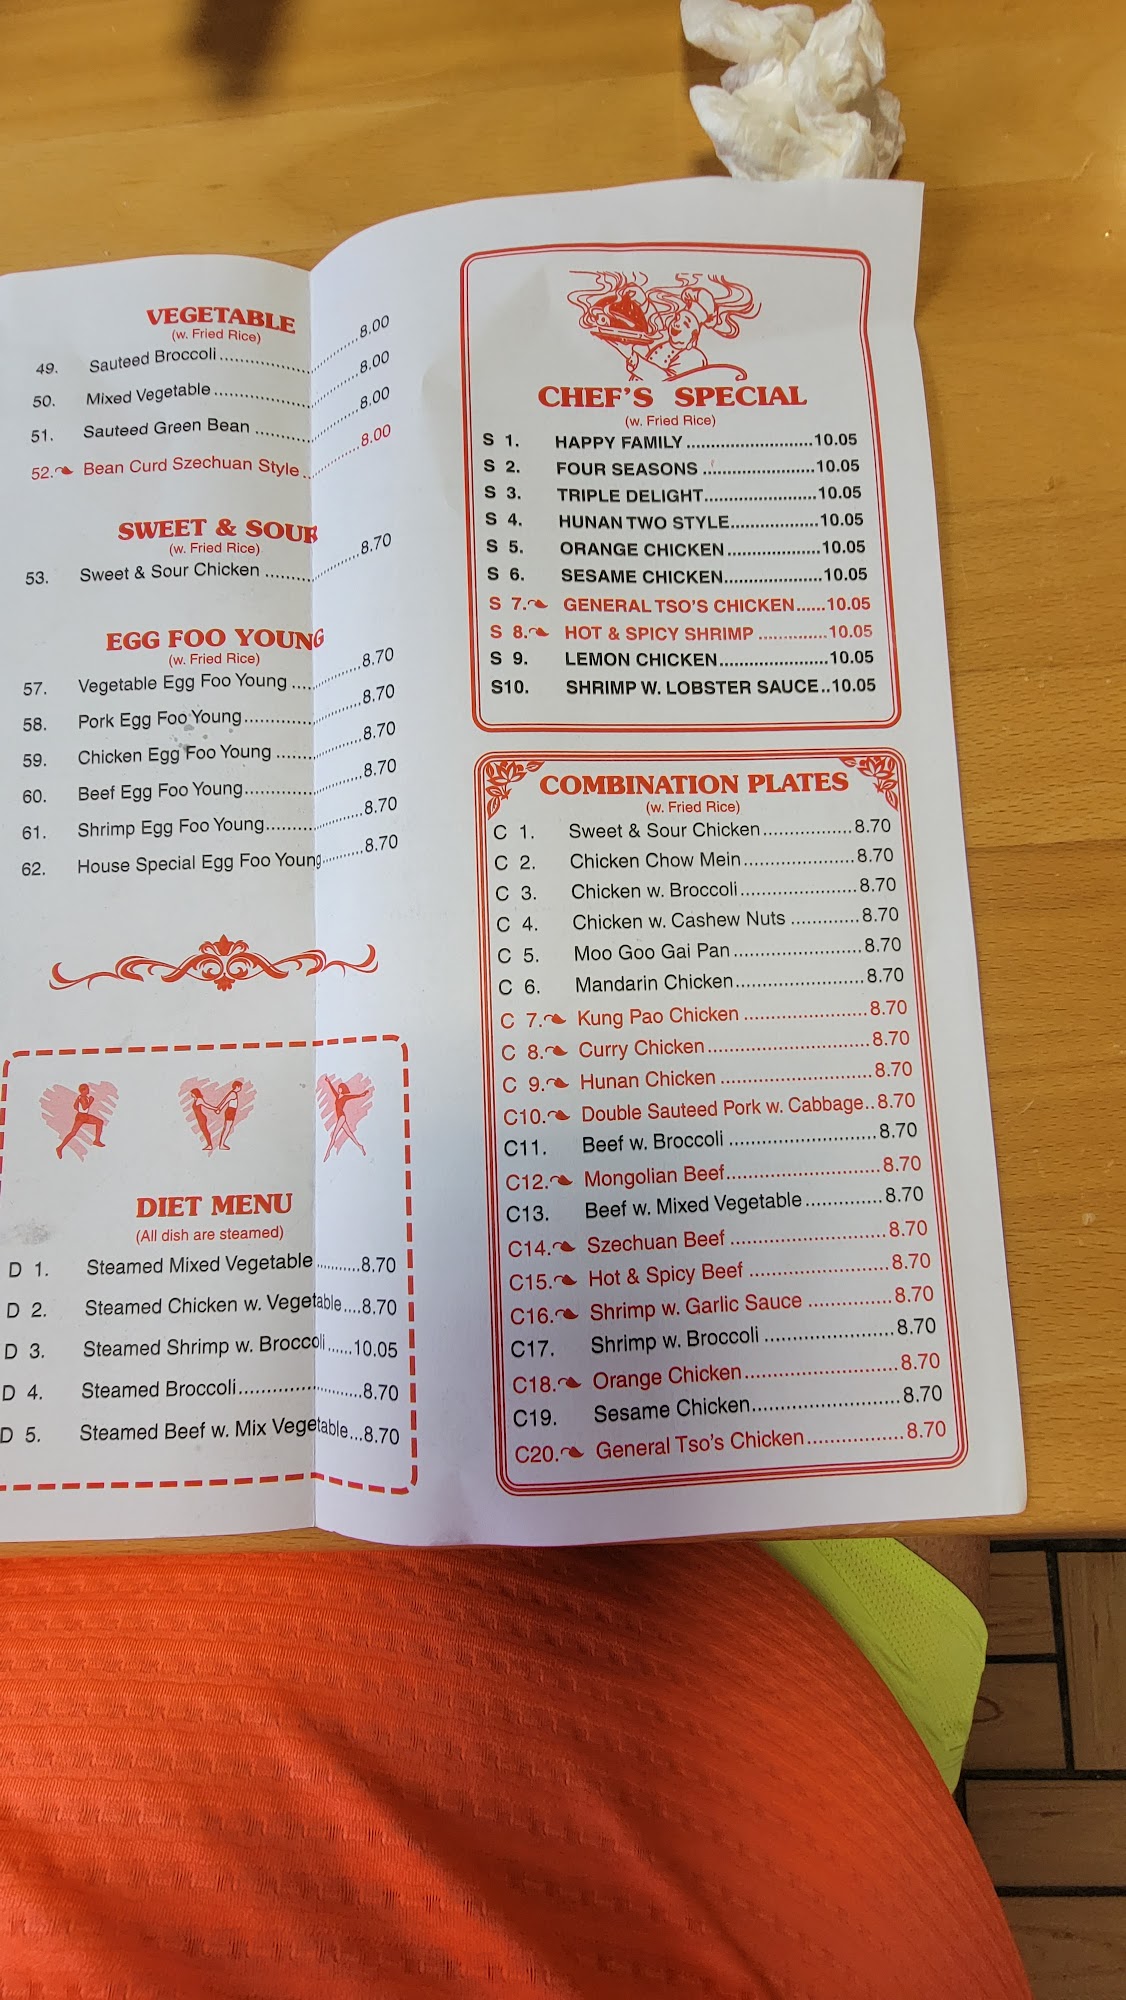 VEGETABLE
(w. Fried Rice)
49. Sauteed Broccoli 8.00
50. Mixed Vegetable 8.00
51. Sauteed Green Bean 8.00
52. Bean Curd Szechuan Style 8.00
SWEET & SOUR
(w. Fried Rice)
53. Sweet & Sour Chicken 8.70
EGG FOO YOUNG
(w. Fried Rice)
57. Vegetable Egg Foo Young 8.70
58. Pork Egg Foo Young 8.70
59. Chicken Egg Foo Young 8.70
60. Beef Egg Foo Young 8.70
61. Shrimp Egg Foo Young 8.70
62. House Special Egg Foo Young 8.70
DIET MENU
(All dish are steamed)
D 1. Steamed Mixed Vegetable 8.70
D 2. Steamed Chicken w. Vegetable 8.70
D 3. Steamed Shrimp w. Broccoli 10.05
D 4. Steamed Broccoli 8.70
D 5. Steamed Beef w. Mix Vegetable 8.70
CHEF'S SPECIAL
(w. Fried Rice)
S 1. HAPPY FAMILY 10.05
S 2. FOUR SEASONS 10.05
S 3. TRIPLE DELIGHT 10.05
S 4. HUNAN TWO STYLE 10.05
S 5. ORANGE CHICKEN 10.05
S 6. SESAME CHICKEN 10.05
S 7. GENERAL TSO'S CHICKEN 10.05
S 8. HOT & SPICY SHRIMP 10.05
S 9. LEMON CHICKEN 10.05
S10. SHRIMP W. LOBSTER SAUCE 10.05
COMBINATION PLATES
(w. Fried Rice)
C 1. Sweet & Sour Chicken 8.70
C 2. Chicken Chow Mein 8.70
C 3. Chicken w. Broccoli 8.70
C 4. Chicken w. Cashew Nuts 8.70
C 5. Moo Goo Gai Pan 8.70
C 6. Mandarin Chicken 8.70
C 7. Kung Pao Chicken 8.70
C 8. Curry Chicken 8.70
C 9. Hunan Chicken 8.70
C10. Double Sauteed Pork w. Cabbage 8.70
C11. Beef w. Broccoli 8.70
C12. Mongolian Beef 8.70
C13. Beef w. Mixed Vegetable 8.70
C14. Szechuan Beef 8.70
C15. Hot & Spicy Beef 8.70
C16. Shrimp w. Garlic Sauce 8.70
C17. Shrimp w. Broccoli 8.70
C18. Orange Chicken 8.70
C19. Sesame Chicken 8.70
C20. General Tso's Chicken 8.70